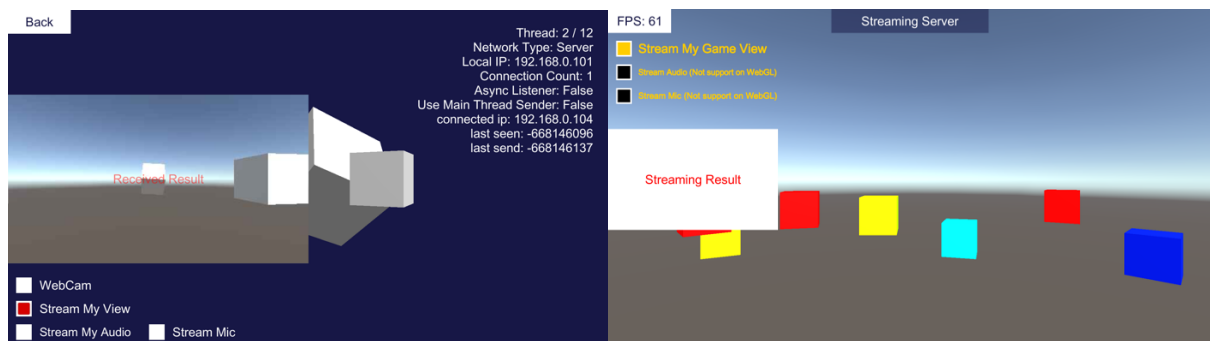 Back
Thread: 2 / 12
Network Type: Server
Local IP: 192.168.0.101
Connection Count: 1
Async Listener: False
Use Main Thread Sender: False
connected ip: 192.168.0.104
last seen: -668146096
last send: -668146137
Received Result
WebCam
Stream My View
Stream My Audio
Stream Mic
FPS: 61
Streaming Server
Stream My Game View
Stream Audio (Not support on WebGL)
Stream Mic (Not support on WebGL)
Streaming Result